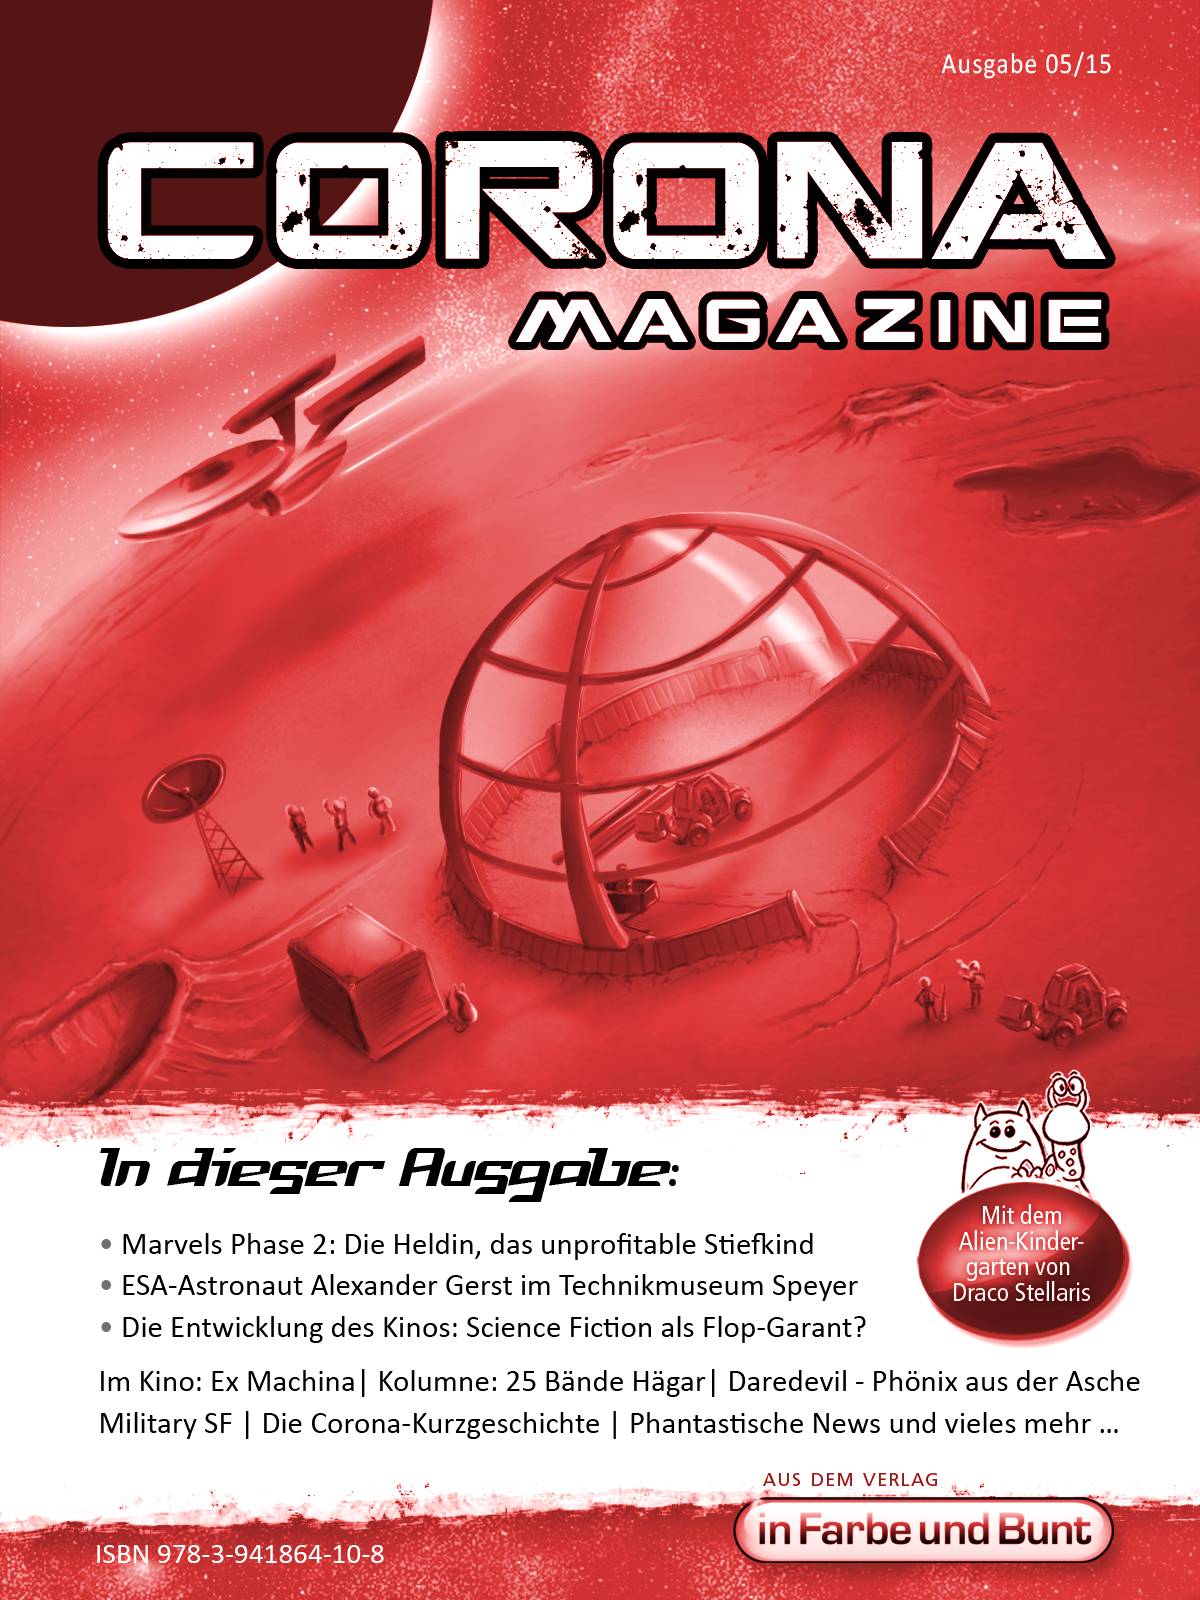 Ausgabe 05/15
CORONA
MAGAZINE
In dieser Ausgabe:
• Marvels Phase 2: Die Heldin, das unprofitable Stiefkind
• ESA-Astronaut Alexander Gerst im Technikmuseum Speyer
• Die Entwicklung des Kinos: Science Fiction als Flop-Garant?
Mit dem
Alien-Kinder-
garten von
Draco Stellaris
Im Kino: Ex Machina| Kolumne: 25 Bände Hägar| Daredevil - Phönix aus der Asche
Military SF | Die Corona-Kurzgeschichte | Phantastische News und vieles mehr ...
AUS DEM VERLAG
in Farbe und Bunt
ISBN 978-3-941864-10-8